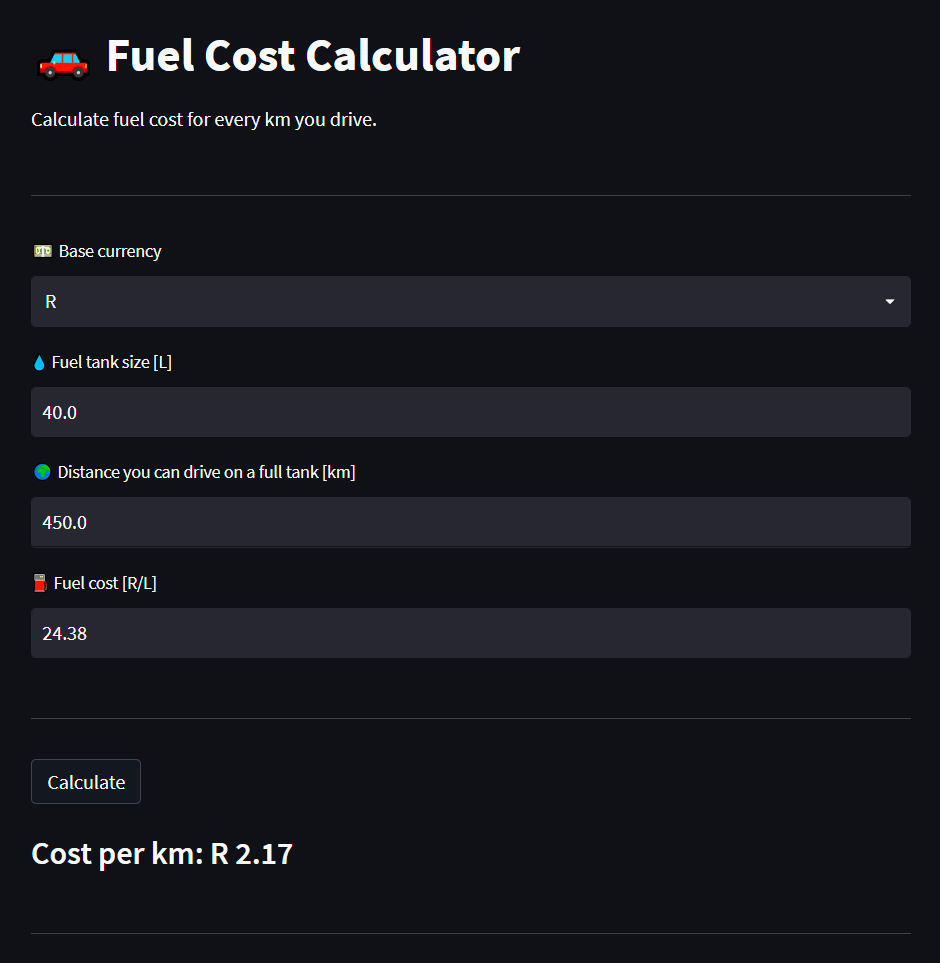 Fuel Cost Calculator
Calculate fuel cost for every km you drive.
Base currency
R
Fuel tank size [L]
40.0
Distance you can drive on a full tank [km]
450.0
Fuel cost [R/L]
24.38
Calculate
Cost per km: R 2.17